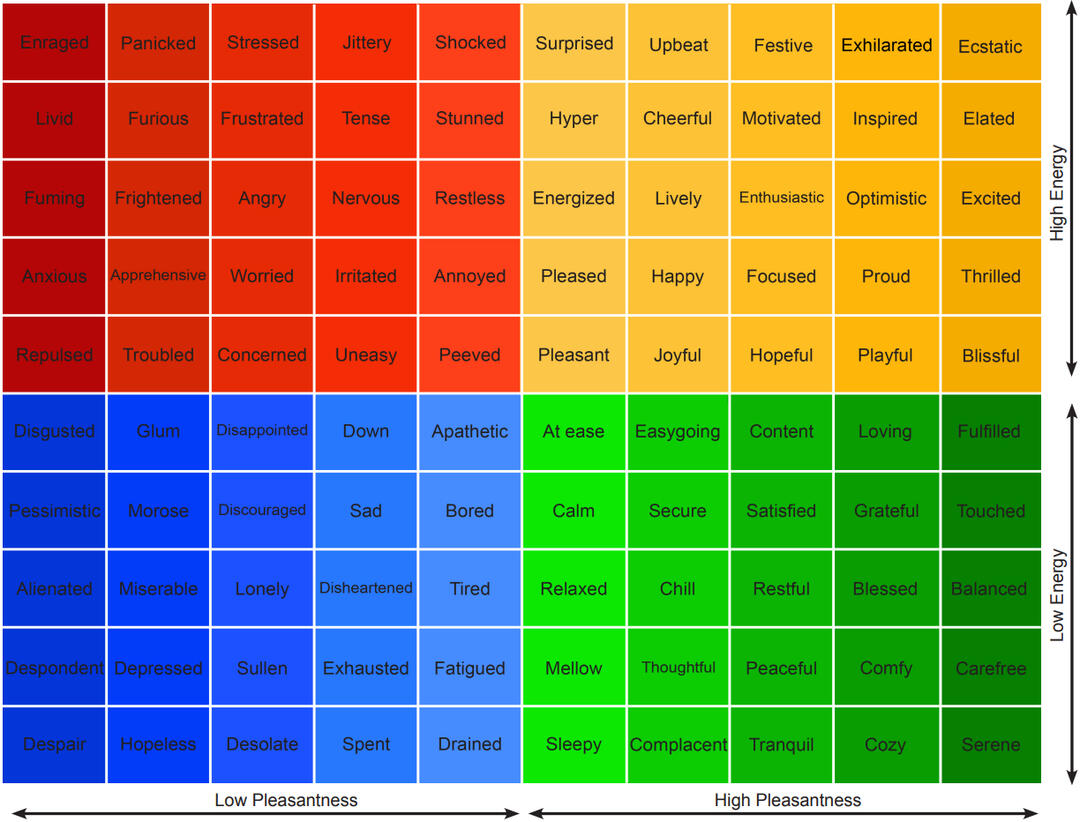 Enraged Panicked Stressed Jittery Shocked Surprised Upbeat Festive Exhilarated Ecstatic
Livid Furious Frustrated Tense Stunned Hyper Cheerful Motivated Inspired Elated
Fuming Frightened Angry Nervous Restless Energized Lively Enthusiastic Optimistic Excited
Anxious Apprehensive Worried Irritated Annoyed Pleased Happy Focused Proud Thrilled
Repulsed Troubled Concerned Uneasy Peeved Pleasant Joyful Hopeful Playful Blissful
High Energy
Disgusted Glum Disappointed Down Apathetic At ease Easygoing Content Loving Fulfilled
Pessimistic Morose Discouraged Sad Bored Calm Secure Satisfied Grateful Touched
Alienated Miserable Lonely Disheartened Tired Relaxed Chill Restful Blessed Balanced
Despondent Depressed Sullen Exhausted Fatigued Mellow Thoughtful Peaceful Comfy Carefree
Despair Hopeless Desolate Spent Drained Sleepy Complacent Tranquil Cozy Serene
Low Energy
Low Pleasantness High Pleasantness